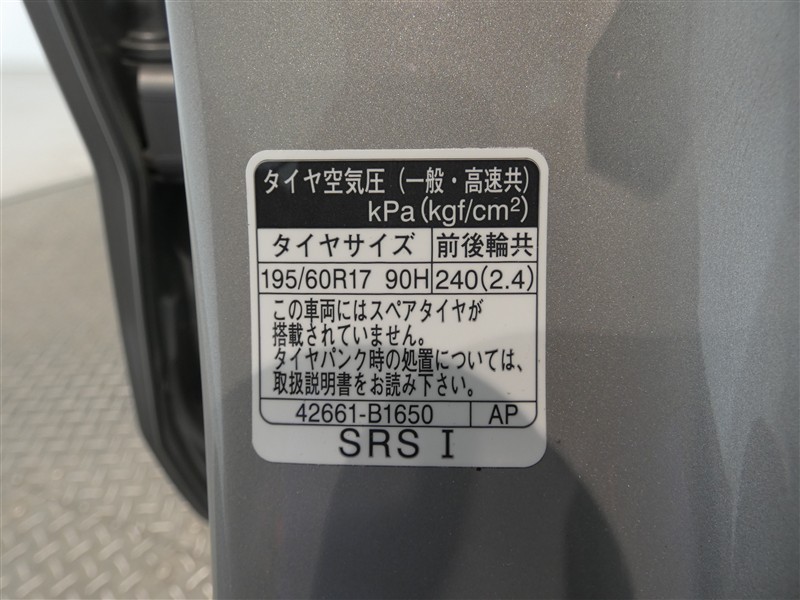 タイヤ空気圧(一般・高速共)
kPa(kgf/cm²)
タイヤサイズ 前後輪共
195/60R17 90H 240(2.4)
この車両にはスペアタイヤが
搭載されていません。
タイヤパンク時の処置については、
取扱説明書をお読み下さい。
42661-B1650 AP
SRS I